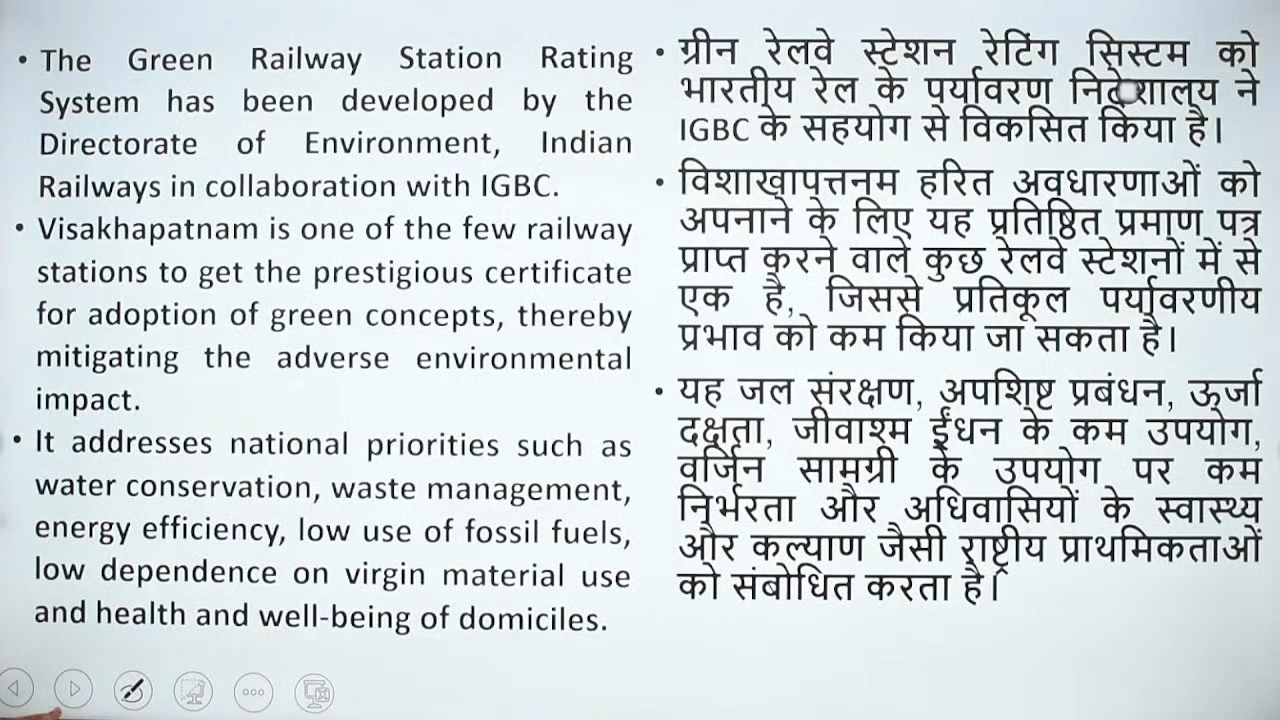 • The Green Railway Station Rating
System has been developed by the
Directorate of Environment, Indian
Railways in collaboration with IGBC.
• Visakhapatnam is one of the few railway
stations to get the prestigious certificate
for adoption of green concepts, thereby
mitigating the adverse environmental
impact.
• It addresses national priorities such as
water conservation, waste management,
energy efficiency, low use of fossil fuels,
low dependence on virgin material use
and health and well-being of domiciles.
• ग्रीन रेलवे स्टेशन रेटिंग सिस्टम को
भारतीय रेल के पर्यावरण निदेशालय ने
IGBC के सहयोग से विकसित किया है।
• विशाखापत्तनम हरित अवधारणाओं को
अपनाने के लिए यह प्रतिष्ठित प्रमाण पत्र
प्राप्त करने वाले कुछ रेलवे स्टेशनों में से
एक है, जिससे प्रतिकूल पर्यावरणीय
प्रभाव को कम किया जा सकता है।
• यह जल संरक्षण, अपशिष्ट प्रबंधन, ऊर्जा
दक्षता, जीवाश्म ईंधन के कम उपयोग,
वर्जिन सामग्री के उपयोग पर कम
निर्भरता और अधिवासियों के स्वास्थ्य
और कल्याण जैसी राष्ट्रीय प्राथमिकताओं
को संबोधित करता है।